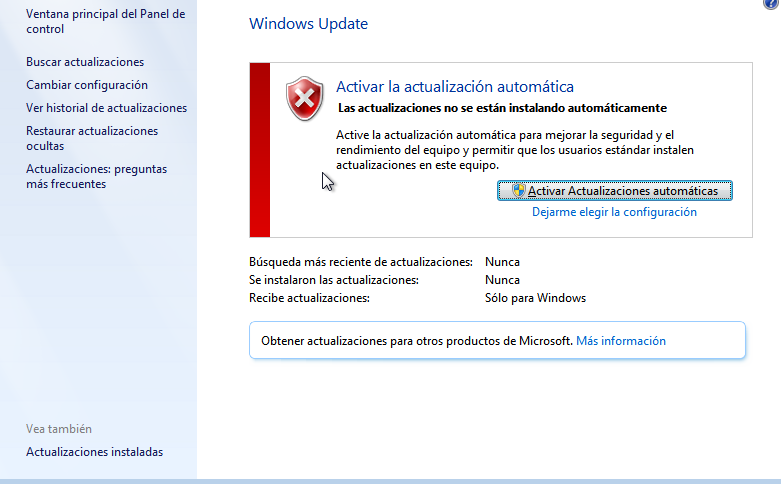 Ventana principal del Panel de
control
Buscar actualizaciones
Cambiar configuración
Ver historial de actualizaciones
Restaurar actualizaciones
ocultas
Actualizaciones: preguntas
más frecuentes
Vea también
Actualizaciones instaladas
Windows Update
Activar la actualización automática
Las actualizaciones no se están instalando automáticamente
Active la actualización automática para mejorar la seguridad y el
rendimiento del equipo y permitir que los usuarios estándar instalen
actualizaciones en este equipo.
Activar Actualizaciones automáticas
Dejarme elegir la configuración
Búsqueda más reciente de actualizaciones: Nunca
Se instalaron las actualizaciones: Nunca
Recibe actualizaciones: Sólo para Windows
Obtener actualizaciones para otros productos de Microsoft. Más información